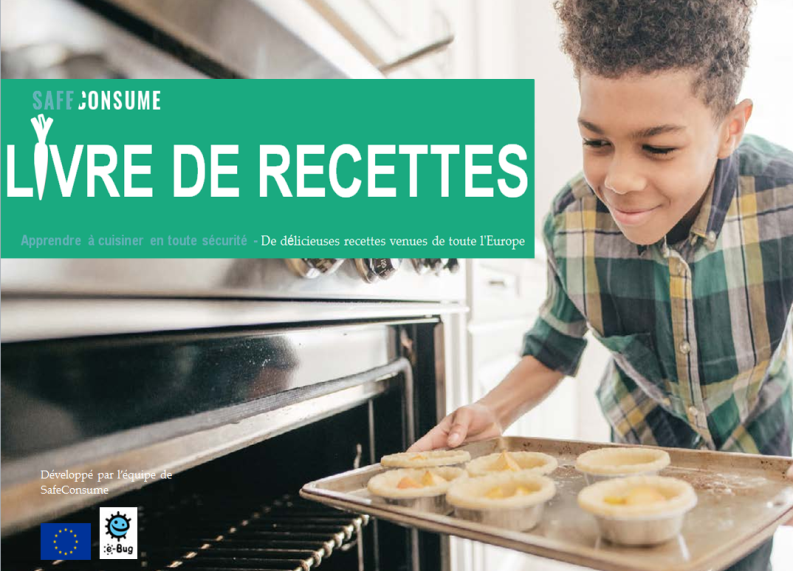 SAFECONSUME
LIVRE DE RECETTES
Apprendre à cuisiner en toute sécurité - De délicieuses recettes venues de toute l'Europe
Développé par l'équipe de
SafeConsume
e-Bug